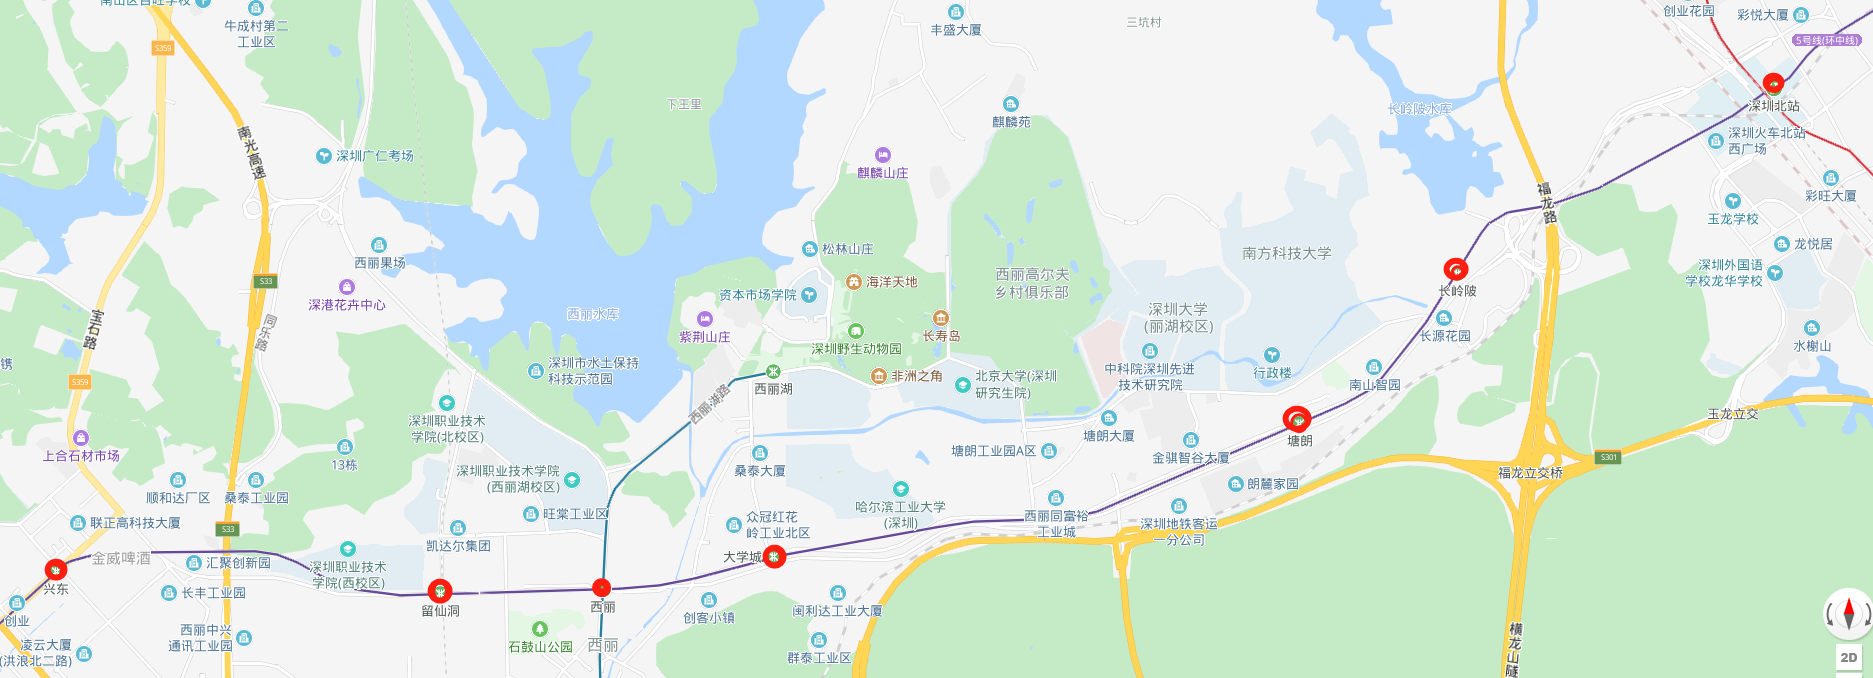 南山区百旺学校
牛成村第二
工业区
S359
丰盛大厦
三坑村
创业花园
彩悦大厦
5号线(环中线)
下王里
麒麟苑
长岭陂水库
深圳北站
南光高速
深圳广仁考场
麒麟山庄
深圳火车北站
西广场
彩旺大厦
福龙路
玉龙学校
西丽果场
松林山庄
南方科技大学
龙悦居
S33
深港花卉中心
资本市场学院
海洋天地
西丽高尔夫
乡村俱乐部
长岭陂
深圳外国语
学校龙华学校
宝石路
同乐路
西丽水库
紫荆山庄
长寿岛
深圳大学
(丽湖校区)
长源花园
水榭山
深圳野生动物园
镌
深圳市水土保持
科技示范园
西丽湖
非洲之角
北京大学(深圳
研究生院)
中科院深圳先进
技术研究院
行政楼
南山智园
S359
西丽湖路
深圳职业技术
学院(北校区)
塘朗大厦
塘朗
玉龙立交
上合石材市场
13栋
桑泰大厦
塘朗工业园A区
金骐智谷大厦
S301
深圳职业技术学院
(西丽湖校区)
福龙立交桥
顺和达厂区
桑泰工业园
哈尔滨工业大学
(深圳)
朗麓家园
联正高科技大厦
S33
旺棠工业区
众冠红花
岭工业北区
西丽同富裕
工业城
深圳地铁客运
一分公司
凯达尔集团
金威啤酒
汇聚创新园
深圳职业技术
学院(西校区)
大学城
兴东
长丰工业园
留仙洞
西丽
创客小镇
闽利达工业大厦
创业
西丽中兴
通讯工业园
石鼓山公园
西丽
群泰工业区
凌云大厦
(洪浪北二路)
横龙山隧
2D